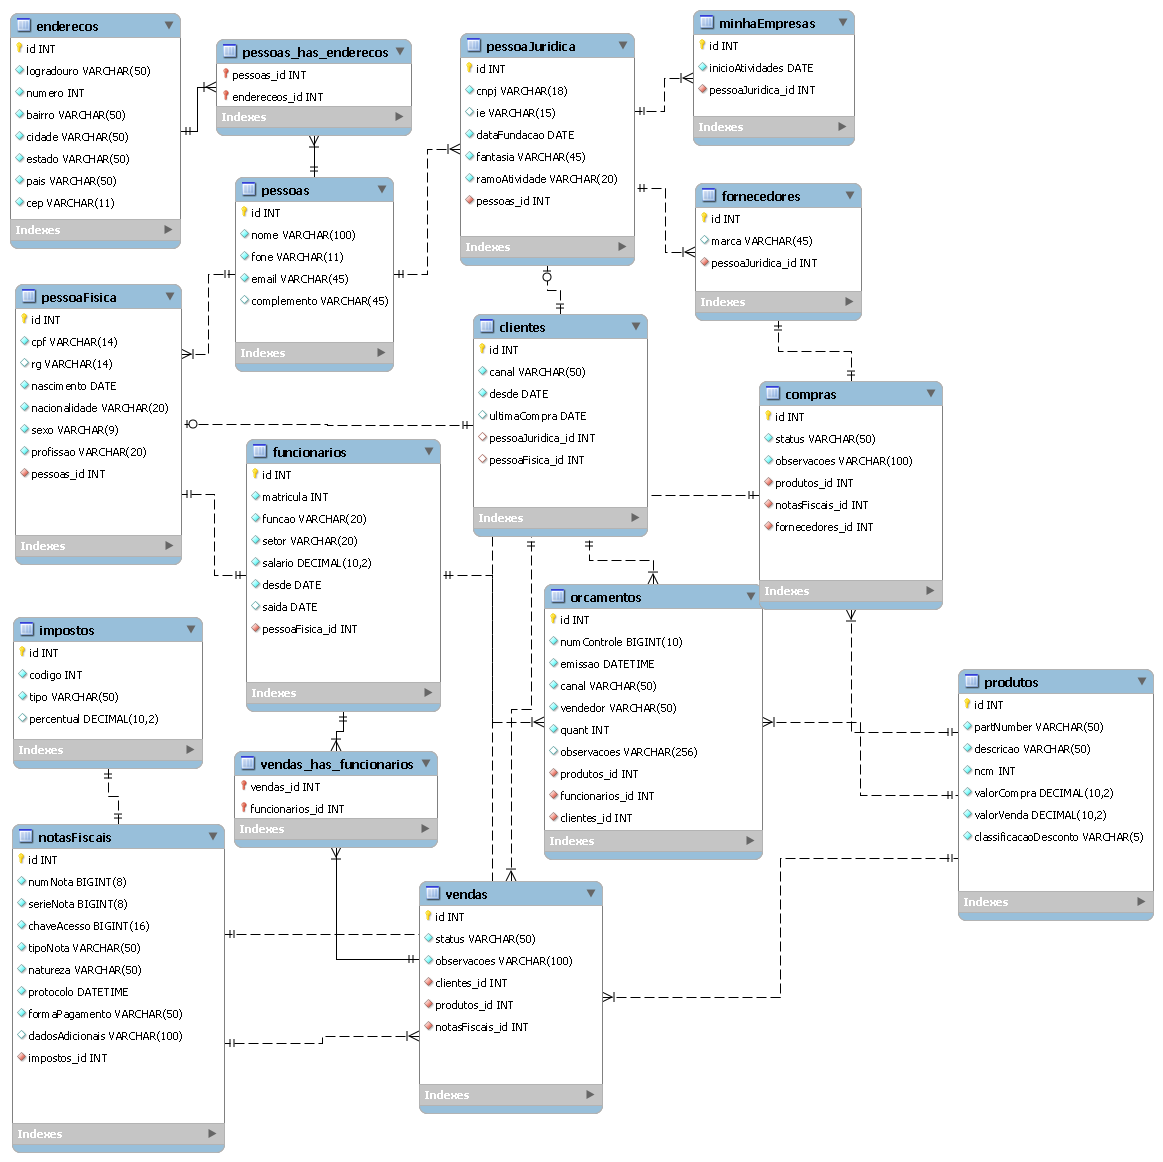 enderecos
id INT
logradouro VARCHAR(50)
numero INT
bairro VARCHAR(50)
cidade VARCHAR(50)
estado VARCHAR(50)
pais VARCHAR(50)
cep VARCHAR(11)
Indexes
pessoas_has_enderecos
pessoas_id INT
endereceos_id INT
Indexes
pessoaJuridica
id INT
cnpj VARCHAR(18)
ie VARCHAR(15)
dataFundacao DATE
fantasia VARCHAR(45)
ramoAtividade VARCHAR(20)
pessoas_id INT
Indexes
minhaEmpresas
id INT
inicioAtividades DATE
pessoaJuridica_id INT
Indexes
pessoas
id INT
nome VARCHAR(100)
fone VARCHAR(11)
email VARCHAR(45)
complemento VARCHAR(45)
Indexes
fornecedores
id INT
marca VARCHAR(45)
pessoaJuridica_id INT
Indexes
pessoaFisica
id INT
cpf VARCHAR(14)
rg VARCHAR(14)
nascimento DATE
nacionalidade VARCHAR(20)
sexo VARCHAR(9)
profissao VARCHAR(20)
pessoas_id INT
Indexes
clientes
id INT
canal VARCHAR(50)
desde DATE
ultimaCompra DATE
pessoaJuridica_id INT
pessoaFisica_id INT
Indexes
compras
id INT
status VARCHAR(50)
observacoes VARCHAR(100)
produtos_id INT
notasFiscais_id INT
fornecedores_id INT
Indexes
funcionarios
id INT
matricula INT
funcao VARCHAR(20)
setor VARCHAR(20)
salario DECIMAL(10,2)
desde DATE
saida DATE
pessoaFisica_id INT
Indexes
orcamentos
id INT
numControle BIGINT(10)
emissao DATETIME
canal VARCHAR(50)
vendedor VARCHAR(50)
quant INT
observacoes VARCHAR(256)
produtos_id INT
funcionarios_id INT
clientes_id INT
Indexes
impostos
id INT
codigo INT
tipo VARCHAR(50)
percentual DECIMAL(10,2)
Indexes
produtos
id INT
partNumber VARCHAR(50)
descricao VARCHAR(50)
ncm INT
valorCompra DECIMAL(10,2)
valorVenda DECIMAL(10,2)
classificacaoDesconto VARCHAR(5)
Indexes
vendas_has_funcionarios
vendas_id INT
funcionarios_id INT
Indexes
notasFiscais
id INT
numNota BIGINT(8)
serieNota BIGINT(8)
chaveAcesso BIGINT(16)
tipoNota VARCHAR(50)
natureza VARCHAR(50)
protocolo DATETIME
formaPagamento VARCHAR(50)
dadosAdicionais VARCHAR(100)
impostos_id INT
Indexes
vendas
id INT
status VARCHAR(50)
observacoes VARCHAR(100)
clientes_id INT
produtos_id INT
notasFiscais_id INT
Indexes